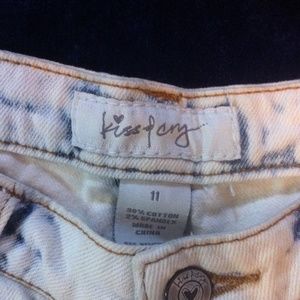 kiss & cry
11
98% COTTON
2% SPANDEX
MADE IN
CHINA